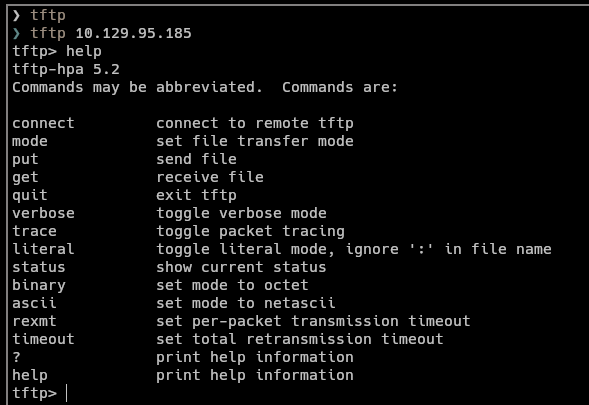 ❯ tftp
❯ tftp 10.129.95.185
tftp> help
tftp-hpa 5.2
Commands may be abbreviated.  Commands are:

connect         connect to remote tftp
mode            set file transfer mode
put             send file
get             receive file
quit            exit tftp
verbose         toggle verbose mode
trace           toggle packet tracing
literal         toggle literal mode, ignore ':' in file name
status          show current status
binary          set mode to octet
ascii           set mode to netascii
rexmt           set per-packet transmission timeout
timeout         set total retransmission timeout
?               print help information
help            print help information
tftp>